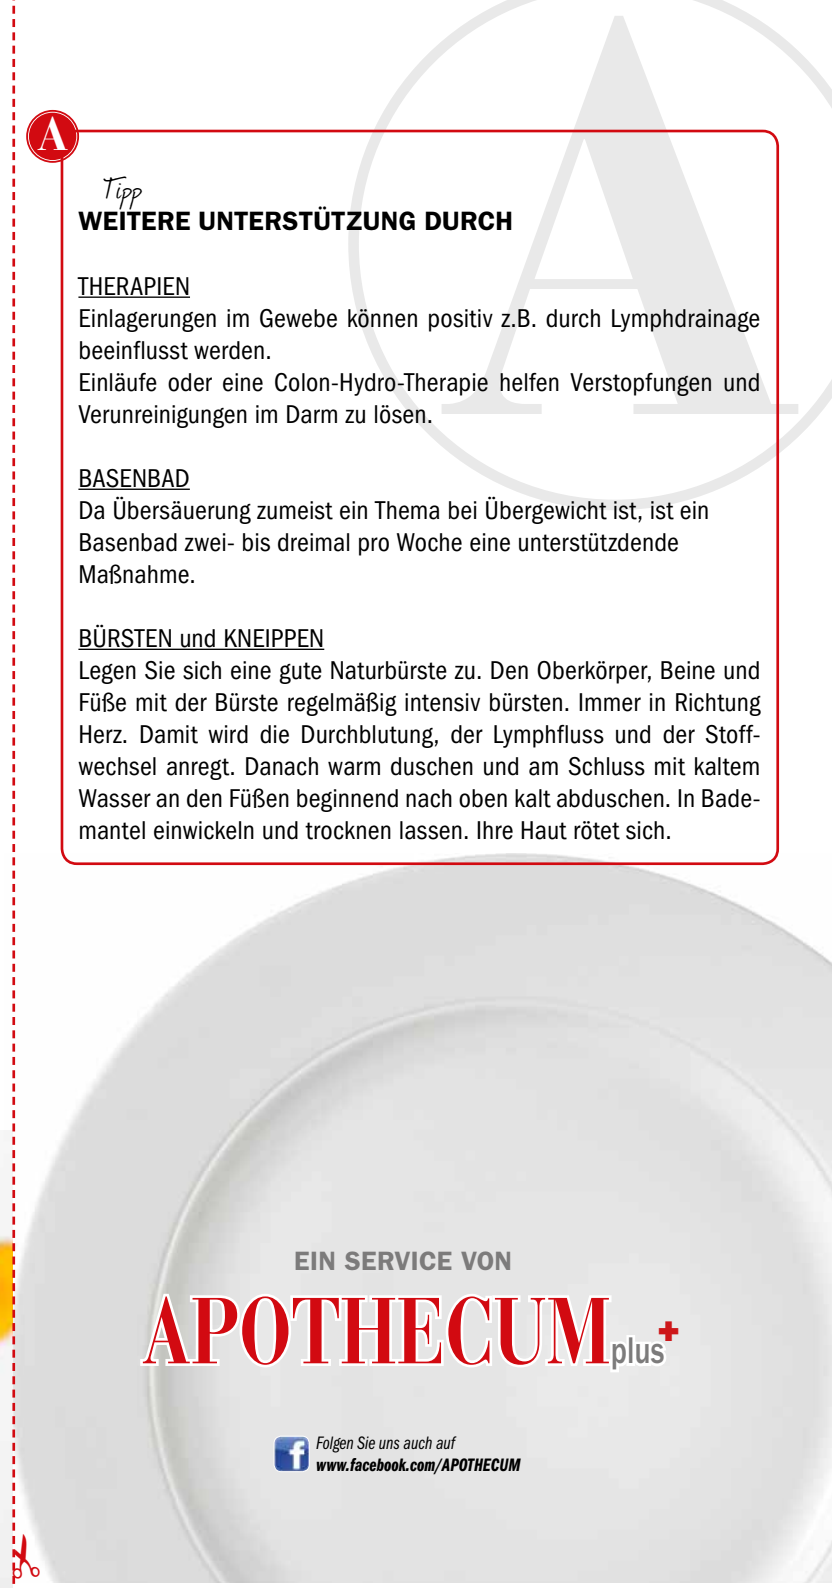 A
A
Tipp
WEITERE UNTERSTÜTZUNG DURCH
THERAPIEN
Einlagerungen im Gewebe können positiv z.B. durch Lymphdrainage
beeinflusst werden.
Einläufe oder eine Colon-Hydro-Therapie helfen Verstopfungen und
Verunreinigungen im Darm zu lösen.
BASENBAD
Da Übersäuerung zumeist ein Thema bei Übergewicht ist, ist ein
Basenbad zwei- bis dreimal pro Woche eine unterstützdende
Maßnahme.
BÜRSTEN und KNEIPPEN
Legen Sie sich eine gute Naturbürste zu. Den Oberkörper, Beine und
Füße mit der Bürste regelmäßig intensiv bürsten. Immer in Richtung
Herz. Damit wird die Durchblutung, der Lymphfluss und der Stoff-
wechsel anregt. Danach warm duschen und am Schluss mit kaltem
Wasser an den Füßen beginnend nach oben kalt abduschen. In Bade-
mantel einwickeln und trocknen lassen. Ihre Haut rötet sich.
EIN SERVICE VON
APOTHECUM plus+
f
Folgen Sie uns auch auf
www.facebook.com/APOTHECUM